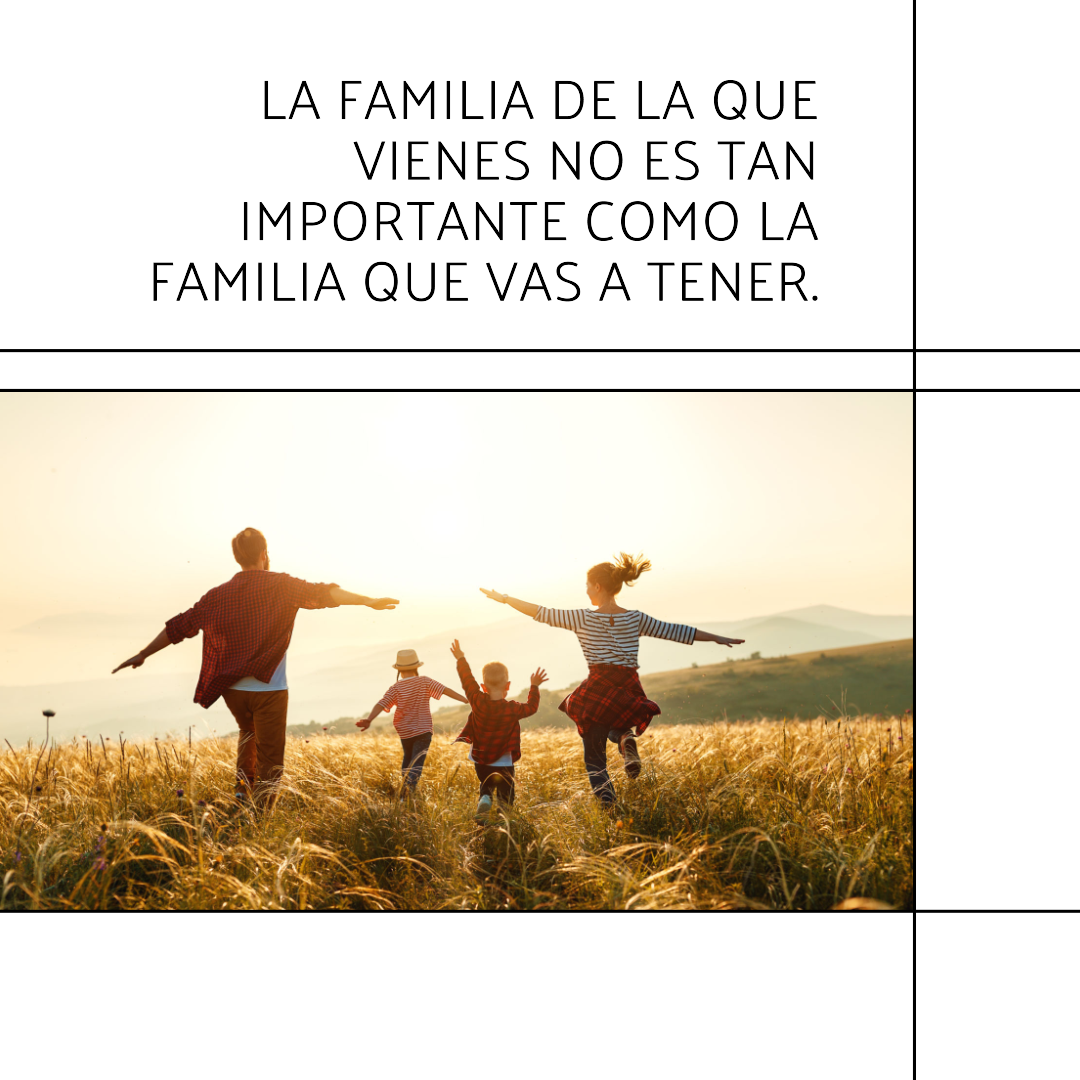 LA FAMILIA DE LA QUE
VIENES NO ES TAN
IMPORTANTE COMO LA
FAMILIA QUE VAS A TENER.